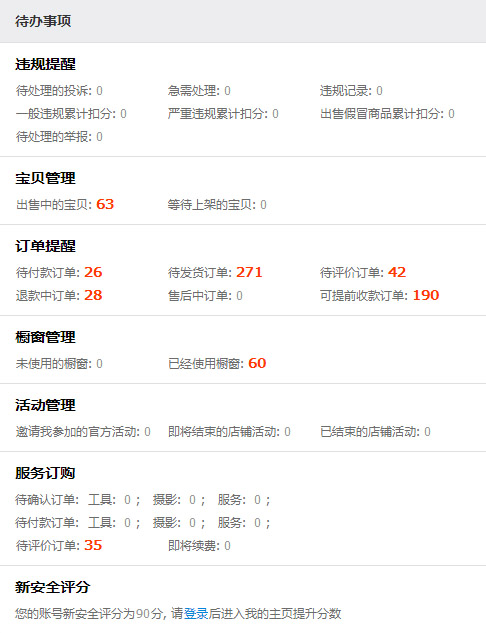 待办事项
违规提醒
待处理的投诉: 0 急需处理: 0 违规记录: 0
一般违规累计扣分: 0 严重违规累计扣分: 0 出售假冒商品累计扣分: 0
待处理的举报: 0
宝贝管理
出售中的宝贝: 63 等待上架的宝贝: 0
订单提醒
待付款订单: 26 待发货订单: 271 待评价订单: 42
退款中订单: 28 售后中订单: 0 可提前收款订单: 190
橱窗管理
未使用的橱窗: 0 已经使用橱窗: 60
活动管理
邀请我参加的官方活动: 0 即将结束的店铺活动: 0 已结束的店铺活动: 0
服务订购
待确认订单: 工具: 0 ; 摄影: 0 ; 服务: 0 ;
待付款订单: 工具: 0 ; 摄影: 0 ; 服务: 0 ;
待评价订单: 35 即将续费: 0
新安全评分
您的账号新安全评分为90分, 请登录后进入我的主页提升分数